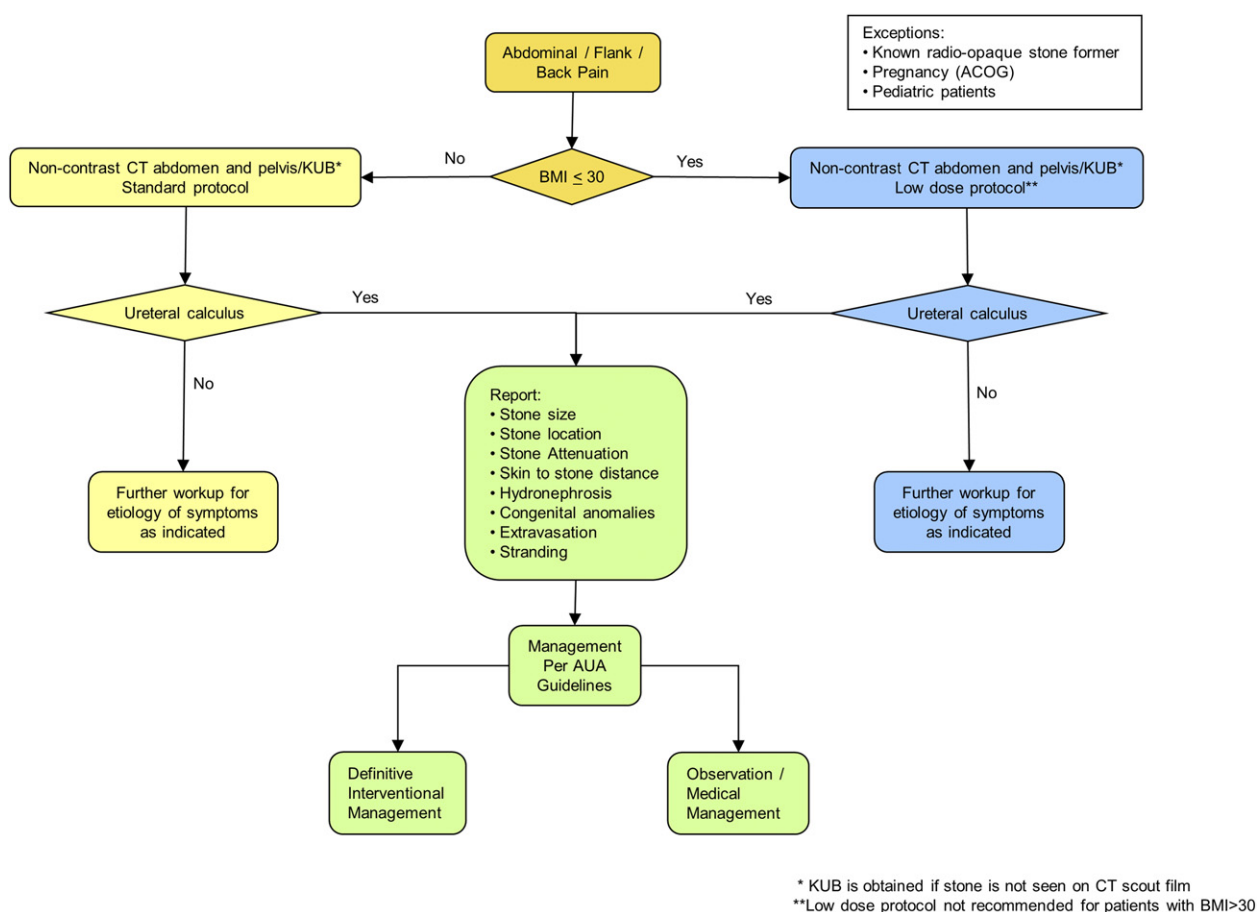 Abdominal / Flank /
Back Pain
Exceptions:
• Known radio-opaque stone former
• Pregnancy (ACOG)
• Pediatric patients
No
BMI ≤ 30
Yes
Non-contrast CT abdomen and pelvis/KUB*
Standard protocol
Non-contrast CT abdomen and pelvis/KUB*
Low dose protocol**
Ureteral calculus
Yes
Yes
Ureteral calculus
No
No
Report:
• Stone size
• Stone location
• Stone Attenuation
• Skin to stone distance
• Hydronephrosis
• Congenital anomalies
• Extravasation
• Stranding
Further workup for
etiology of symptoms
as indicated
Further workup for
etiology of symptoms
as indicated
Management
Per AUA
Guidelines
Definitive
Interventional
Management
Observation /
Medical
Management
* KUB is obtained if stone is not seen on CT scout film
**Low dose protocol not recommended for patients with BMI>30